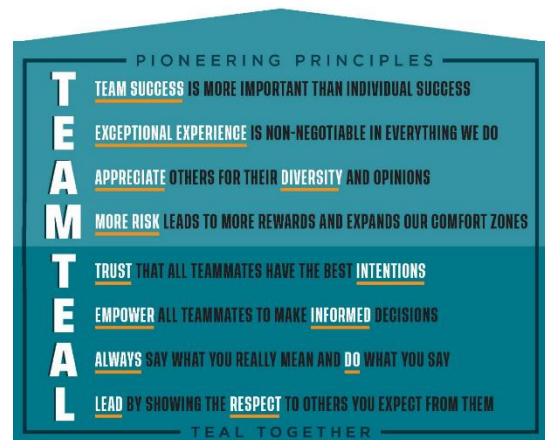 PIONEERING PRINCIPLES
T TEAM SUCCESS IS MORE IMPORTANT THAN INDIVIDUAL SUCCESS
E EXCEPTIONAL EXPERIENCE IS NON-NEGOTIABLE IN EVERYTHING WE DO
A APPRECIATE OTHERS FOR THEIR DIVERSITY AND OPINIONS
M MORE RISK LEADS TO MORE REWARDS AND EXPANDS OUR COMFORT ZONES
T TRUST THAT ALL TEAMMATES HAVE THE BEST INTENTIONS
E EMPOWER ALL TEAMMATES TO MAKE INFORMED DECISIONS
A ALWAYS SAY WHAT YOU REALLY MEAN AND DO WHAT YOU SAY
L LEAD BY SHOWING THE RESPECT TO OTHERS YOU EXPECT FROM THEM
TEAL TOGETHER